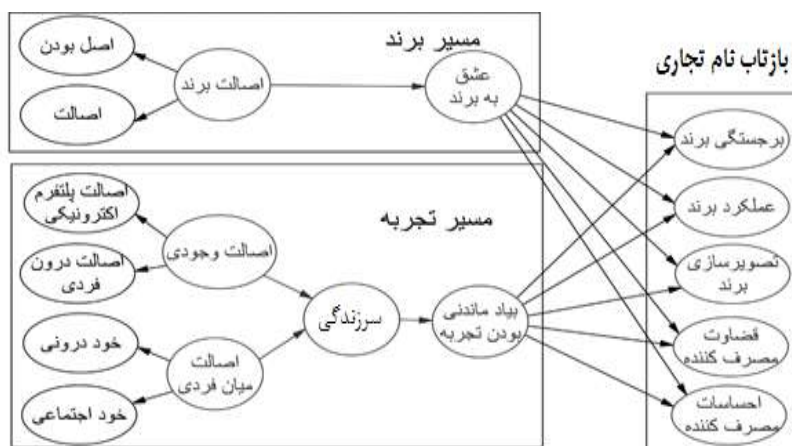 مسیر برند
اصل بودن
اصالت
اصالت برند
عشق
به برند
بازتاب نام تجاری
برجستگی برند
عملکرد برند
تصویرسازی
برند
قضاوت
مصرف کننده
احساسات
مصرف کننده
مسیر تجربه
اصالت پلتفرم
اکترونیکی
اصالت درون
فردی
خود درونی
خود اجتماعی
اصالت وجودی
اصالت
میان فردی
سرزندگی
بیاد ماندنی
بودن تجربه